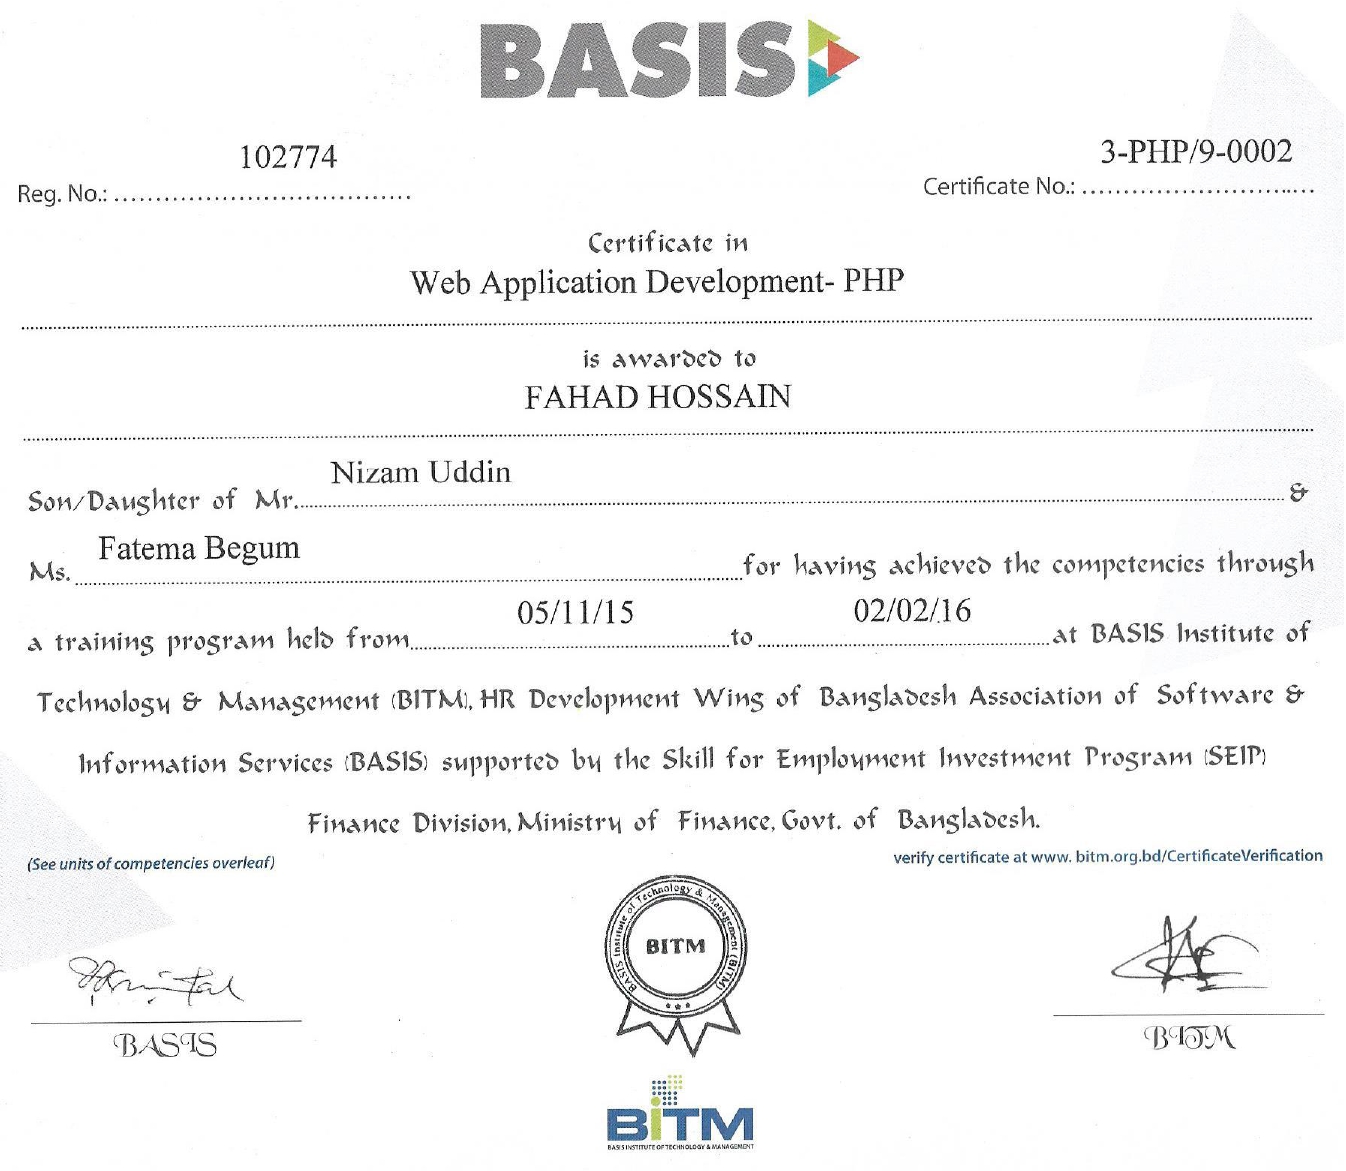 BASIS
102774
3-PHP/9-0002
Reg. No.: ....................................
Certificate No.: ............................
Certificate in
Web Application Development- PHP
is awarded to
FAHAD HOSSAIN
Nizam Uddin
Son/Daughter of Mr. &
Fatema Begum
Ms. for having achieved the competencies through
05/11/15 02/02/16
a training program held from to at BASIS Institute of
Technology & Management (BITM), HR Development Wing of Bangladesh Association of Software &
Information Services (BASIS) supported by the Skill for Employment Investment Program (SEIP)
Finance Division, Ministry of Finance, Govt. of Bangladesh.
(See units of competencies overleaf)
verify certificate at www. bitm.org.bd/CertificateVerification
BASIS Institute of Technology & Management (BITM)
BITM
BASIS
BITM
BITM
BASIS INSTITUTE OF TECHNOLOGY & MANAGEMENT